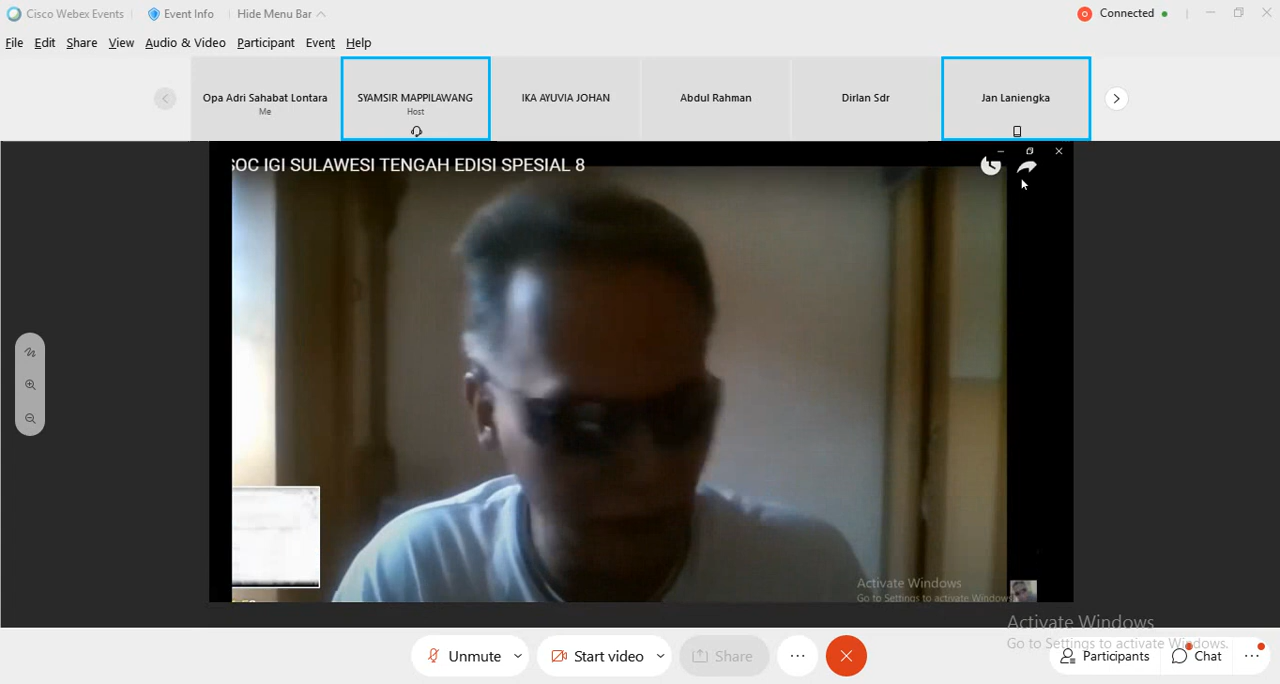 Cisco Webex Events
Event Info
Hide Menu Bar
Connected
File Edit Share View Audio & Video Participant Event Help
Opa Adri Sahabat Lontara
Me
SYAMSIR MAPPILAWANG
Host
IKA AYUVIA JOHAN
Abdul Rahman
Dirlan Sdr
Jan Laniengka
SOC IGI SULAWESI TENGAH EDISI SPESIAL 8
Activate Windows
Go to Settings to activate Windows
Activate Windows
Go to Settings to activate Windows.
Unmute
Start video
Share
Participants
Chat